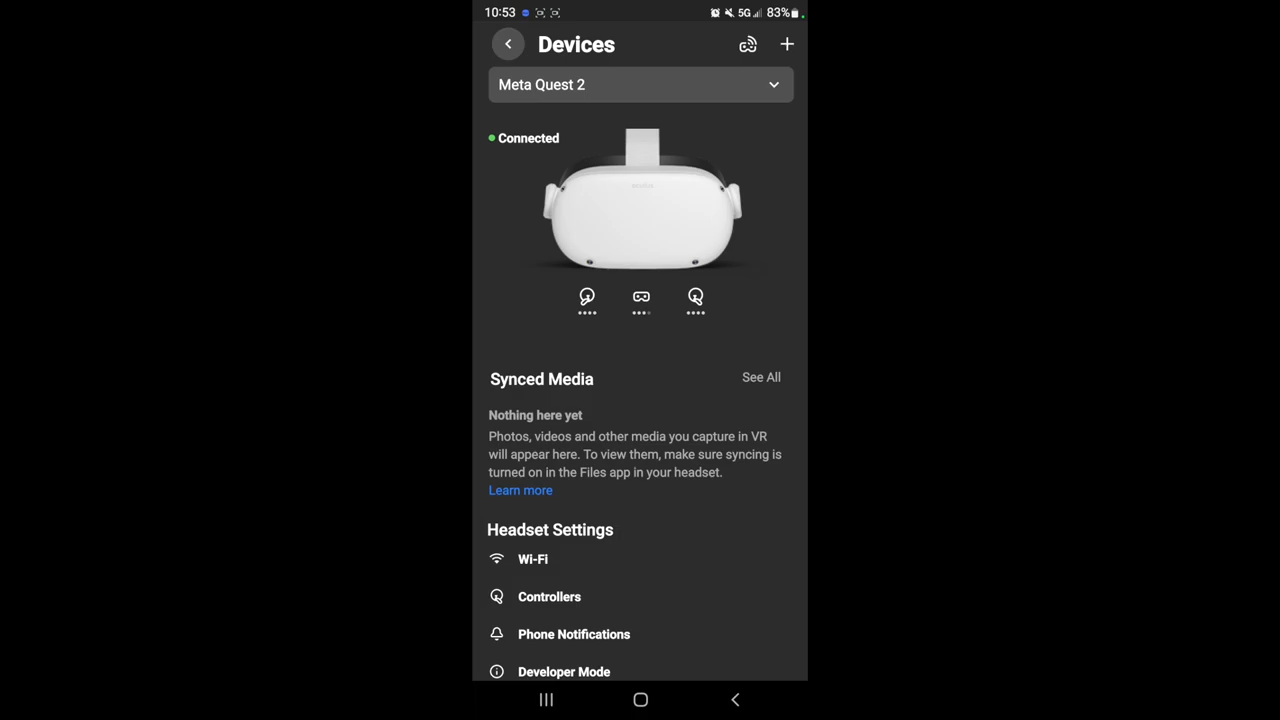 10:53 5G 83%
Devices
Meta Quest 2
Connected
Synced Media See All
Nothing here yet
Photos, videos and other media you capture in VR
will appear here. To view them, make sure syncing is
turned on in the Files app in your headset.
Learn more
Headset Settings
Wi-Fi
Controllers
Phone Notifications
Developer Mode